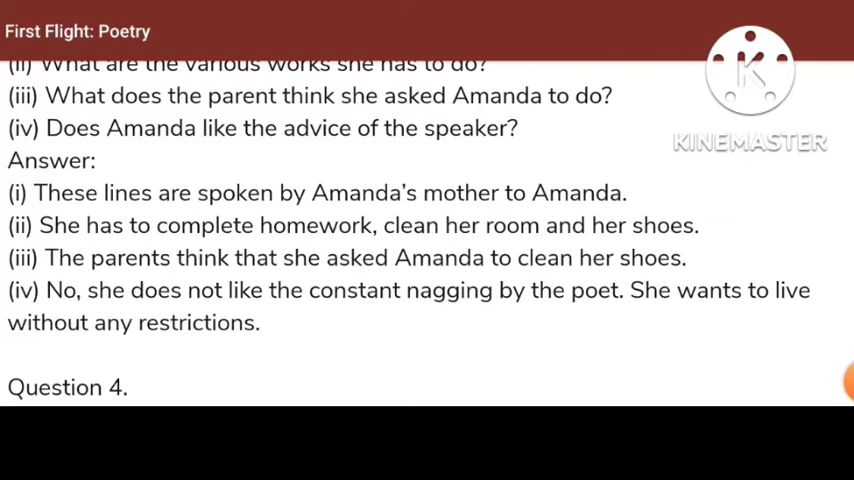 First Flight: Poetry
(ii) What are the various works she has to do?
(iii) What does the parent think she asked Amanda to do?
(iv) Does Amanda like the advice of the speaker?
Answer:
(i) These lines are spoken by Amanda’s mother to Amanda.
(ii) She has to complete homework, clean her room and her shoes.
(iii) The parents think that she asked Amanda to clean her shoes.
(iv) No, she does not like the constant nagging by the poet. She wants to live
without any restrictions.
Question 4.
K
KINEMASTER